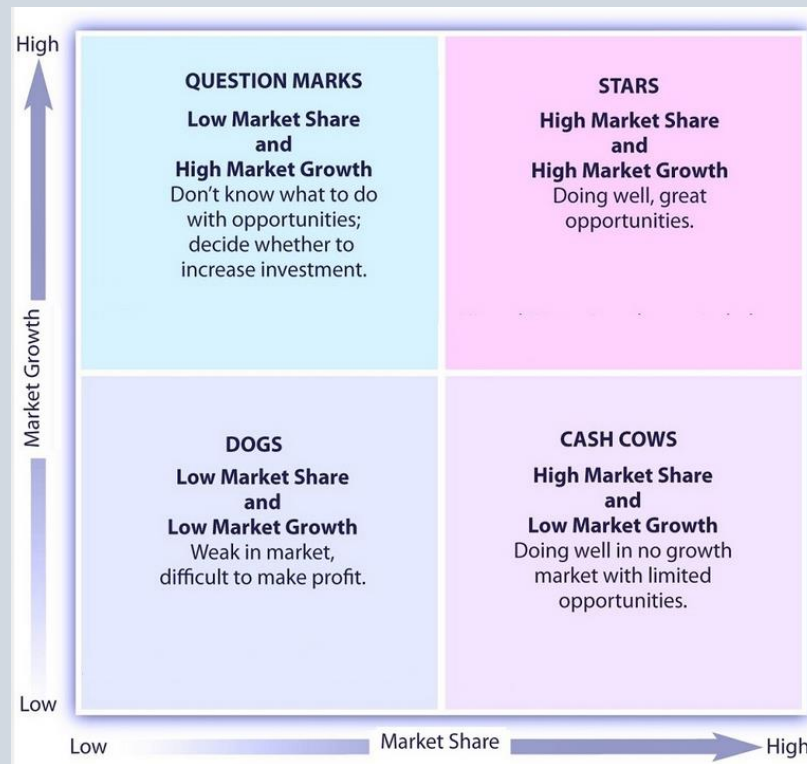 High
QUESTION MARKS
Low Market Share
and
High Market Growth
Don't know what to do
with opportunities;
decide whether to
increase investment.
STARS
High Market Share
and
High Market Growth
Doing well, great
opportunities.
Market Growth
DOGS
Low Market Share
and
Low Market Growth
Weak in market,
difficult to make profit.
CASH COWS
High Market Share
and
Low Market Growth
Doing well in no growth
market with limited
opportunities.
Low
Low
Market Share
High